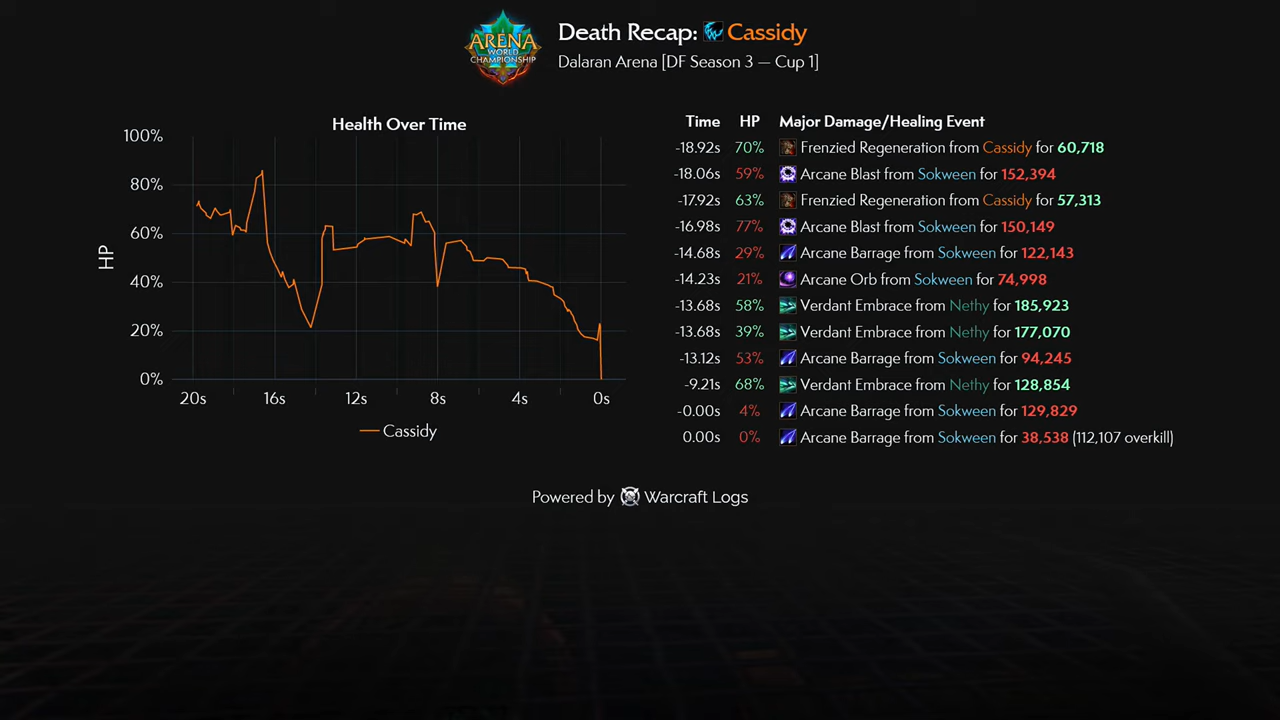 ARENA
WORLD
CHAMPIONSHIP
Death Recap: Cassidy
Dalaran Arena [DF Season 3 — Cup 1]
Health Over Time
100%
80%
60%
40%
20%
0%
HP
20s 16s 12s 8s 4s 0s
Cassidy
Time HP Major Damage/Healing Event
-18.92s 70% Frenzied Regeneration from Cassidy for 60,718
-18.06s 59% Arcane Blast from Sokween for 152,394
-17.92s 63% Frenzied Regeneration from Cassidy for 57,313
-16.98s 77% Arcane Blast from Sokween for 150,149
-14.68s 29% Arcane Barrage from Sokween for 122,143
-14.23s 21% Arcane Orb from Sokween for 74,998
-13.68s 58% Verdant Embrace from Nethy for 185,923
-13.68s 39% Verdant Embrace from Nethy for 177,070
-13.12s 53% Arcane Barrage from Sokween for 94,245
-9.21s 68% Verdant Embrace from Nethy for 128,854
-0.00s 4% Arcane Barrage from Sokween for 129,829
0.00s 0% Arcane Barrage from Sokween for 38,538 (112,107 overkill)
Powered by Warcraft Logs